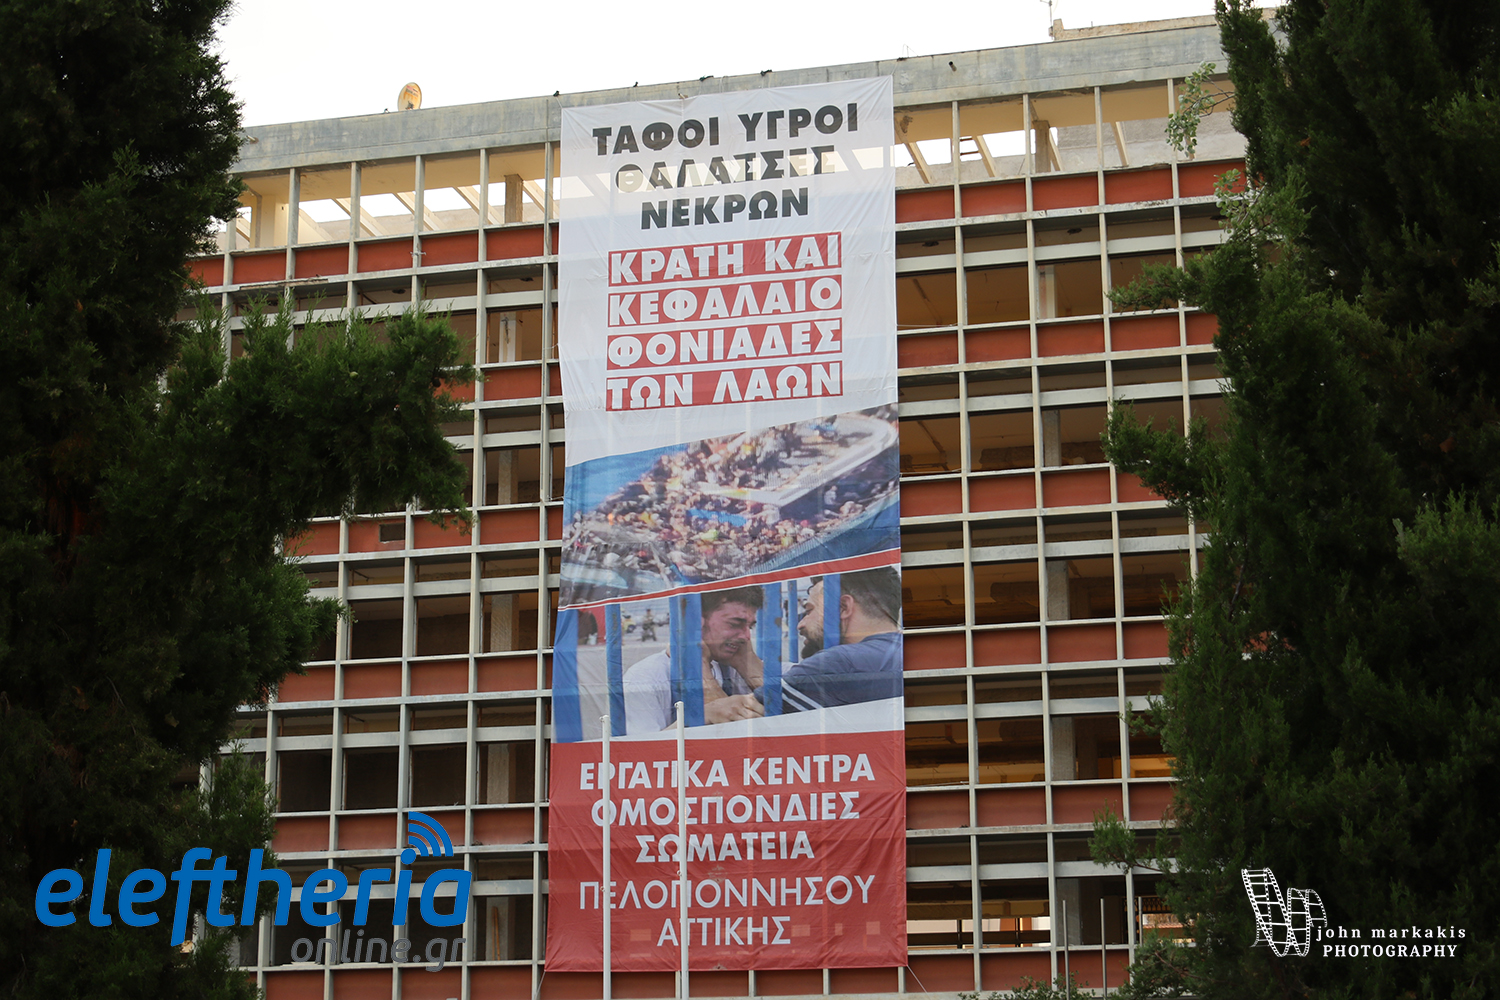 ΤΑΦΟΙ ΥΓΡΟΙ
ΘΑΛΑΣΣΕΣ
ΝΕΚΡΩΝ
ΚΡΑΤΗ ΚΑΙ
ΚΕΦΑΛΑΙΟ
ΦΟΝΙΑΔΕΣ
ΤΩΝ ΛΑΩΝ
ΕΡΓΑΤΙΚΑ ΚΕΝΤΡΑ
ΟΜΟΣΠΟΝΔΙΕΣ
ΣΩΜΑΤΕΙΑ
ΠΕΛΟΠΟΝΝΗΣΟΥ
ΑΤΤΙΚΗΣ
eleftheria
online.gr
john markakis
PHOTOGRAPHY